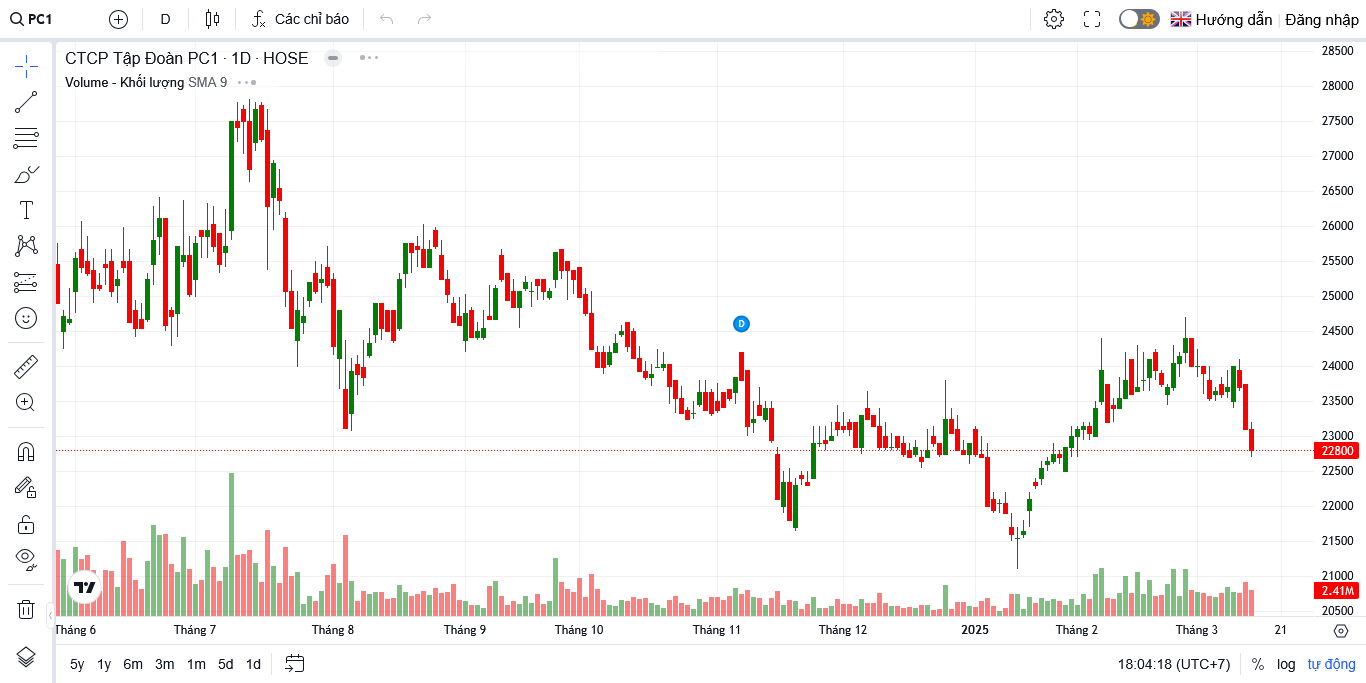 PC1 D Các chỉ báo Hướng dẫn Đăng nhập
CTCP Tập Đoàn PC1 · 1D · HOSE
Volume - Khối lượng SMA 9
28500
28000
27500
27000
26500
26000
25500
25000
24500
24000
23500
23000
22800
22500
22000
21500
21000
2.41M
20500
D
Tháng 6 Tháng 7 Tháng 8 Tháng 9 Tháng 10 Tháng 11 Tháng 12 2025 Tháng 2 Tháng 3 21
5y 1y 6m 3m 1m 5d 1d 18:04:18 (UTC+7) % log tự động